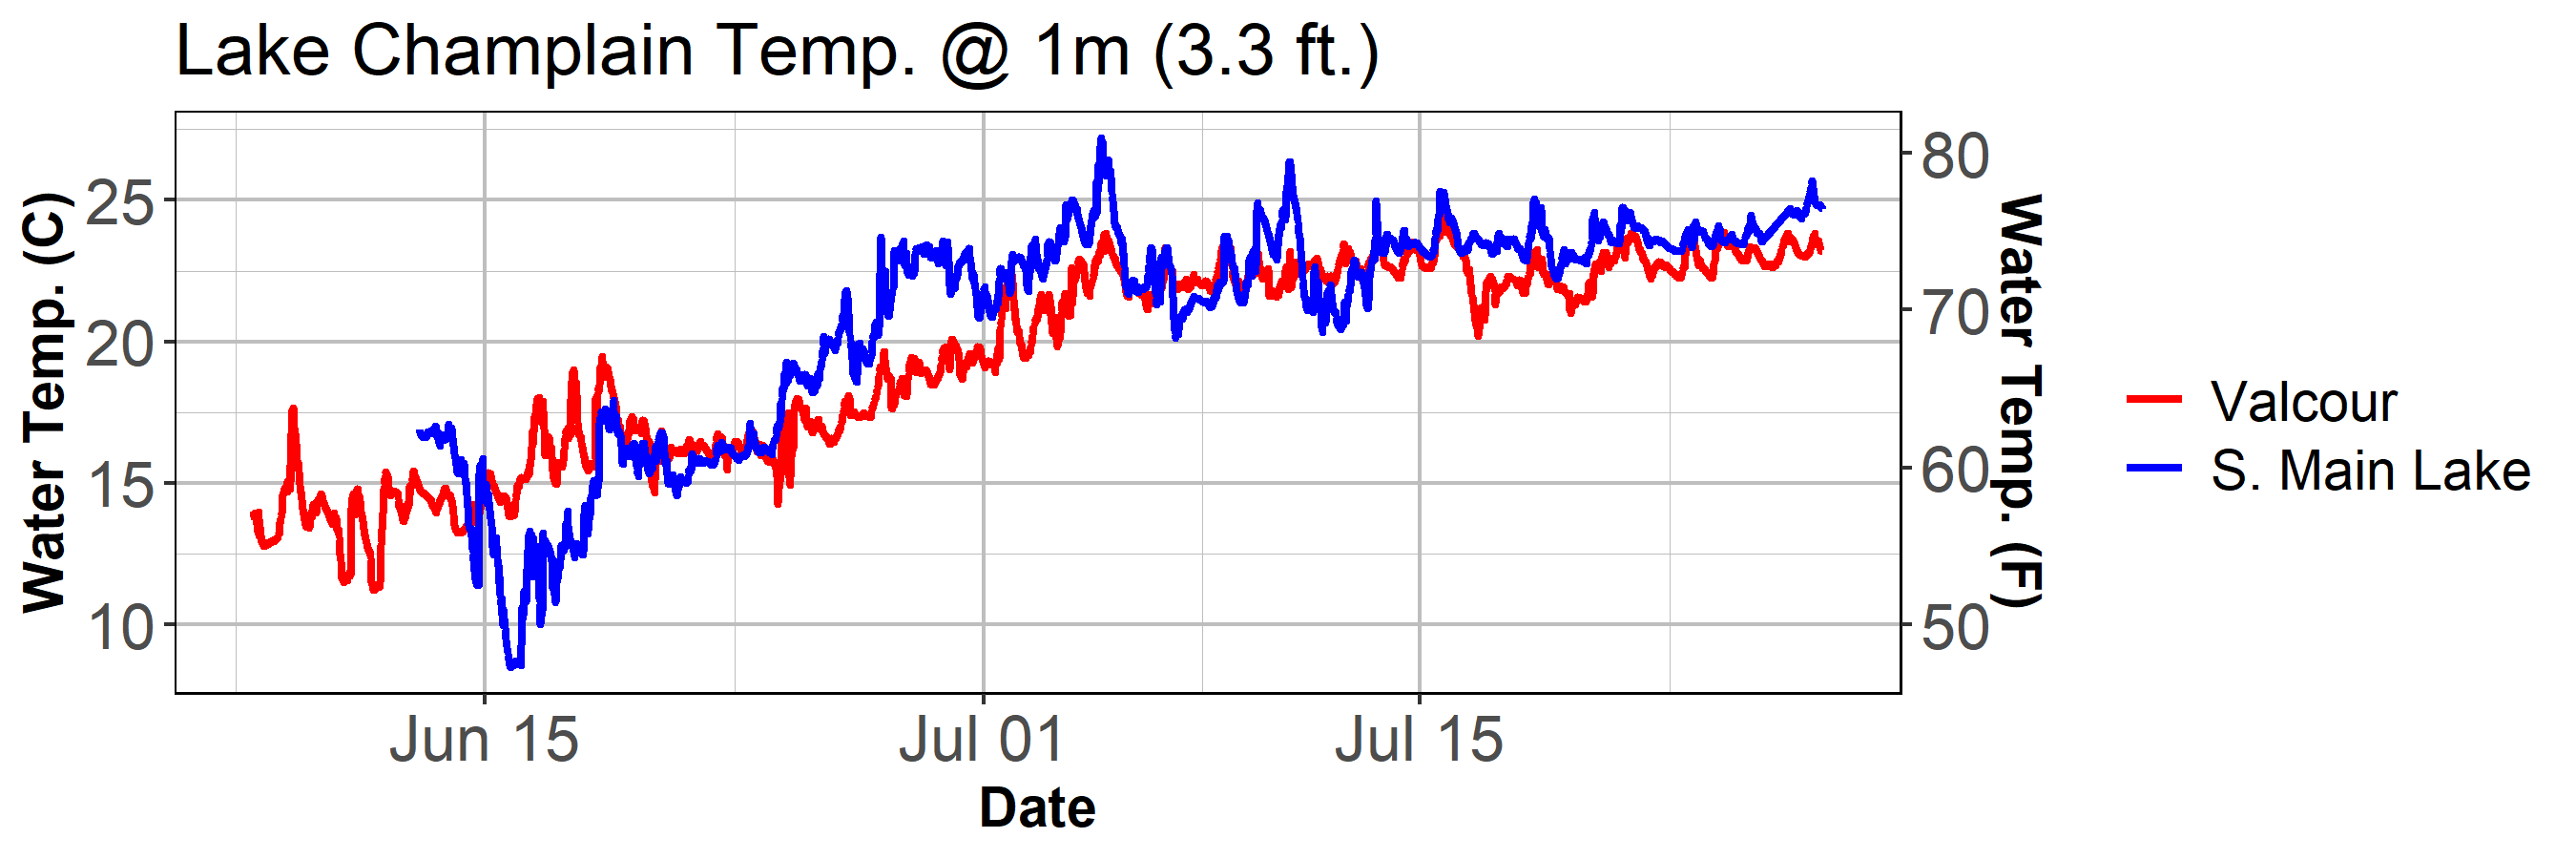 Lake Champlain Temp. @ 1m (3.3 ft.)
Water Temp. (C)
25
20
15
10
80
70
60
50
Water Temp. (F)
Jun 15
Jul 01
Jul 15
Date
Valcour
S. Main Lake